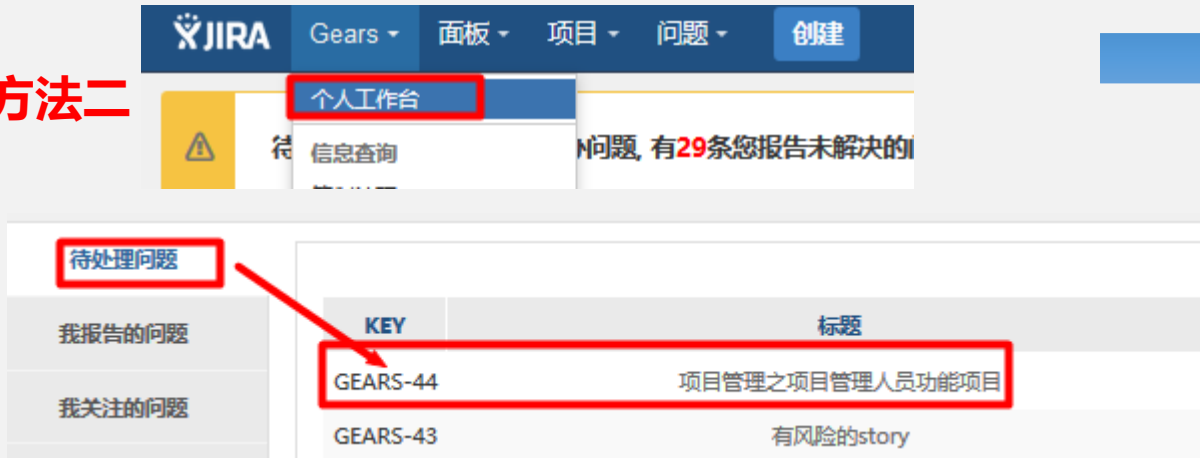 JIRA Gears 面板 项目 问题 创建
方法二
个人工作台
待 问题, 有29条您报告未解决的
信息查询
待处理问题
我报告的问题
我关注的问题
KEY 标题
GEARS-44 项目管理之项目管理人员功能项目
GEARS-43 有风险的story